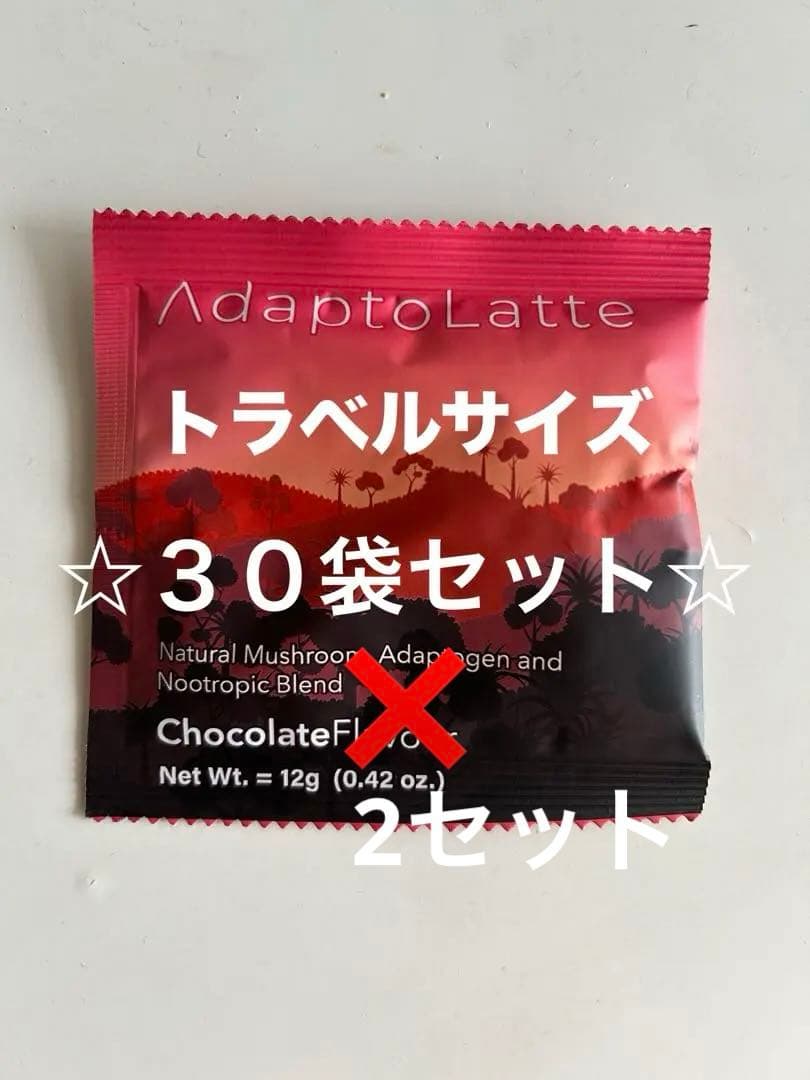 AdaptoLatte
トラベルサイズ
☆３０袋セット☆
Natural Mushroom, Adaptogen and
Nootropic Blend
ChocolateFlavour
Net Wt. = 12g (0.42 oz.)
❌
2セット